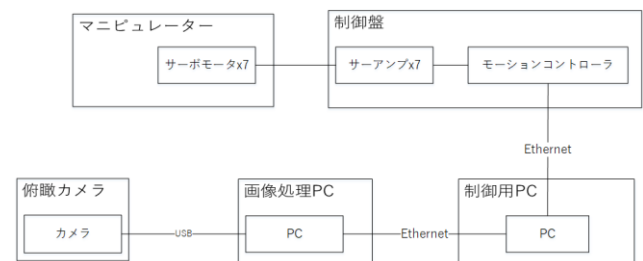 マニピュレーター
制御盤
サーボモータx7
サーアンプx7
モーションコントローラ
Ethernet
俯瞰カメラ
画像処理PC
制御用PC
カメラ
USB
PC
Ethernet
PC